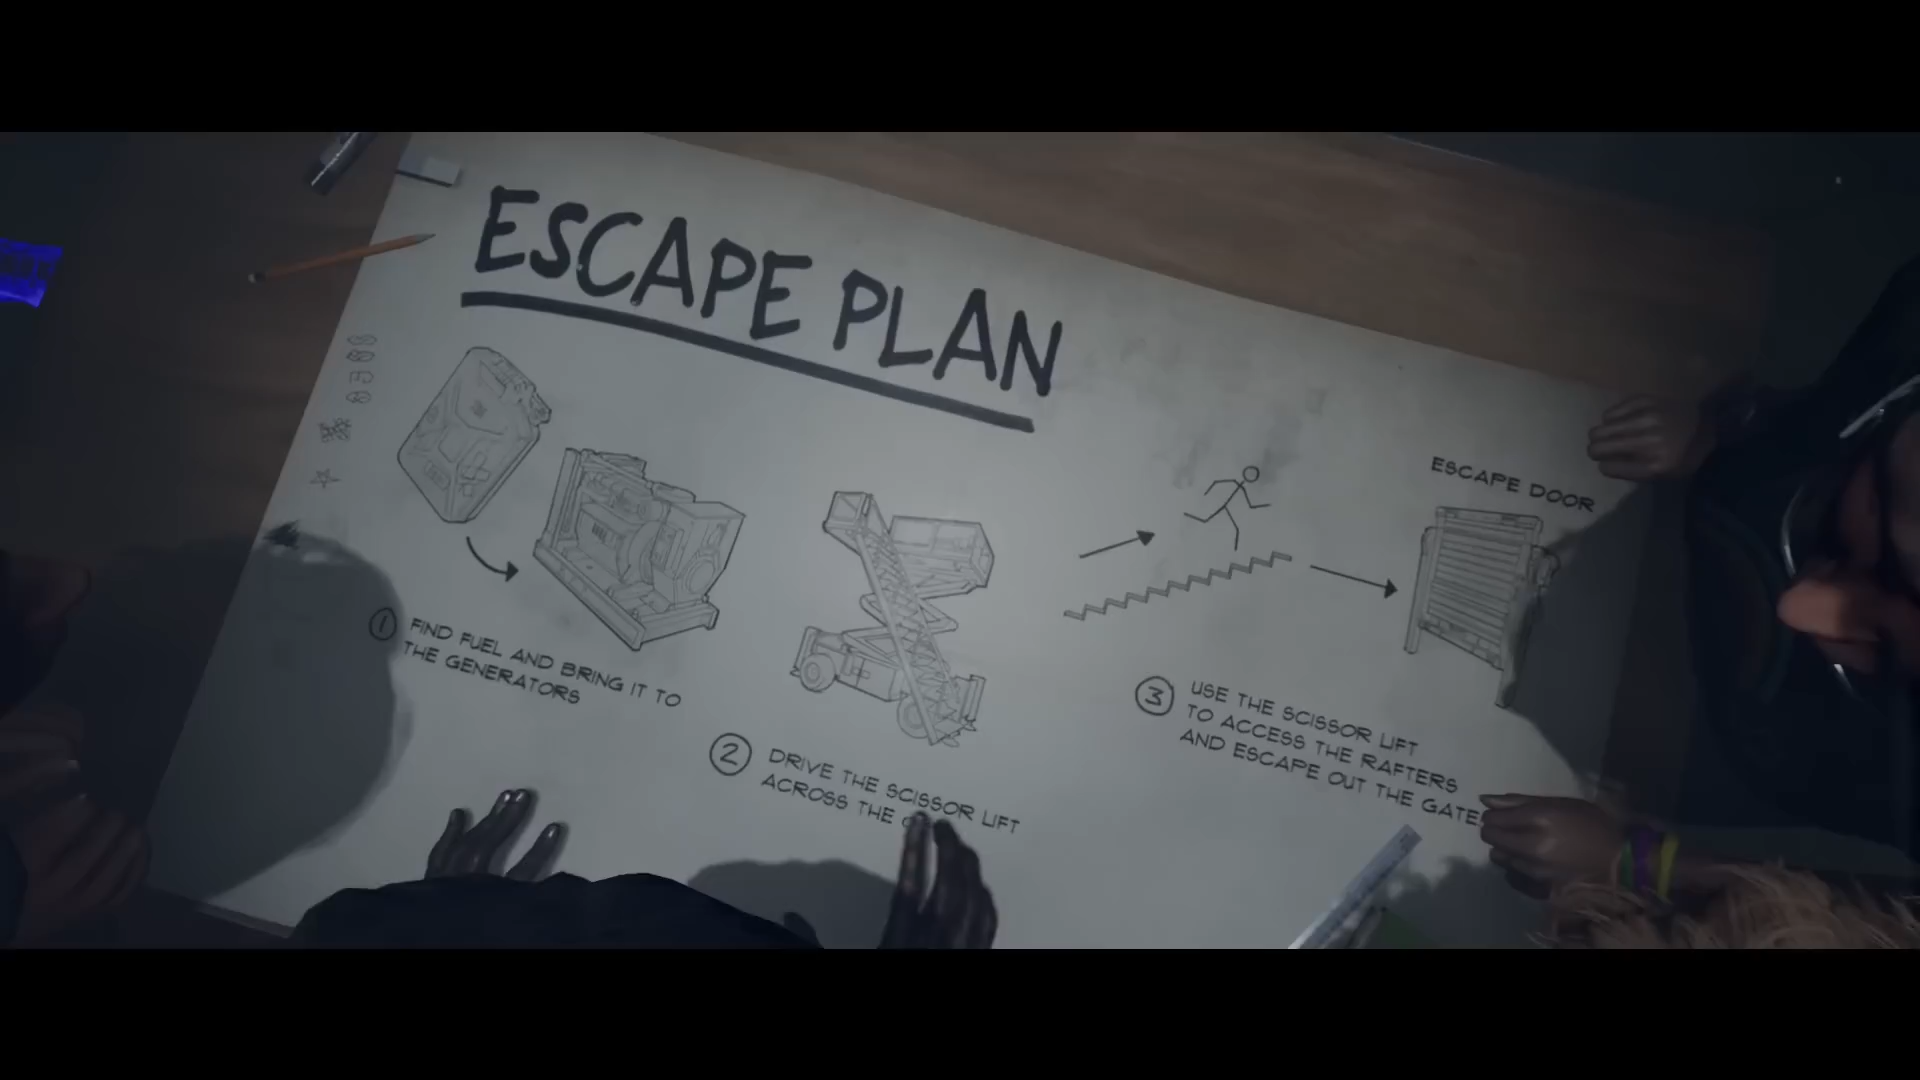 ESCAPE PLAN
ESCAPE DOOR
1 FIND FUEL AND BRING IT TO
THE GENERATORS
2 DRIVE THE SCISSOR LIFT
ACROSS THE
3 USE THE SCISSOR LIFT
TO ACCESS THE RAFTERS
AND ESCAPE OUT THE GATE